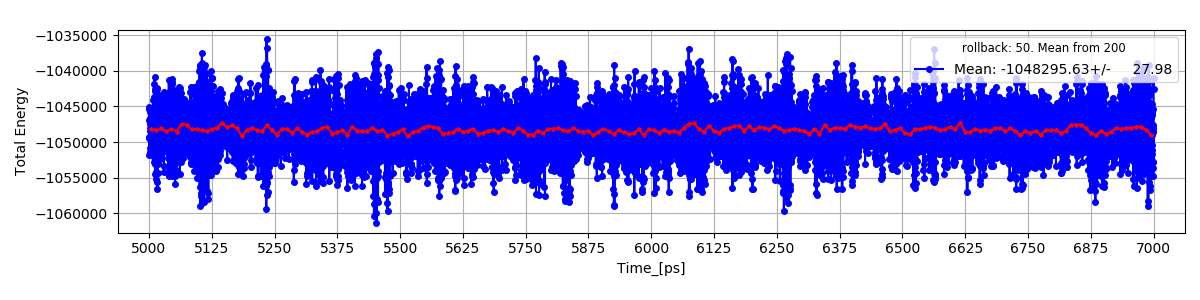 −1035000
−1040000
−1045000
−1050000
−1055000
−1060000
Total Energy
rollback: 50. Mean from 200
Mean: -1048295.63+/- 27.98
5000 5125 5250 5375 5500 5625 5750 5875 6000 6125 6250 6375 6500 6625 6750 6875 7000
Time_[ps]